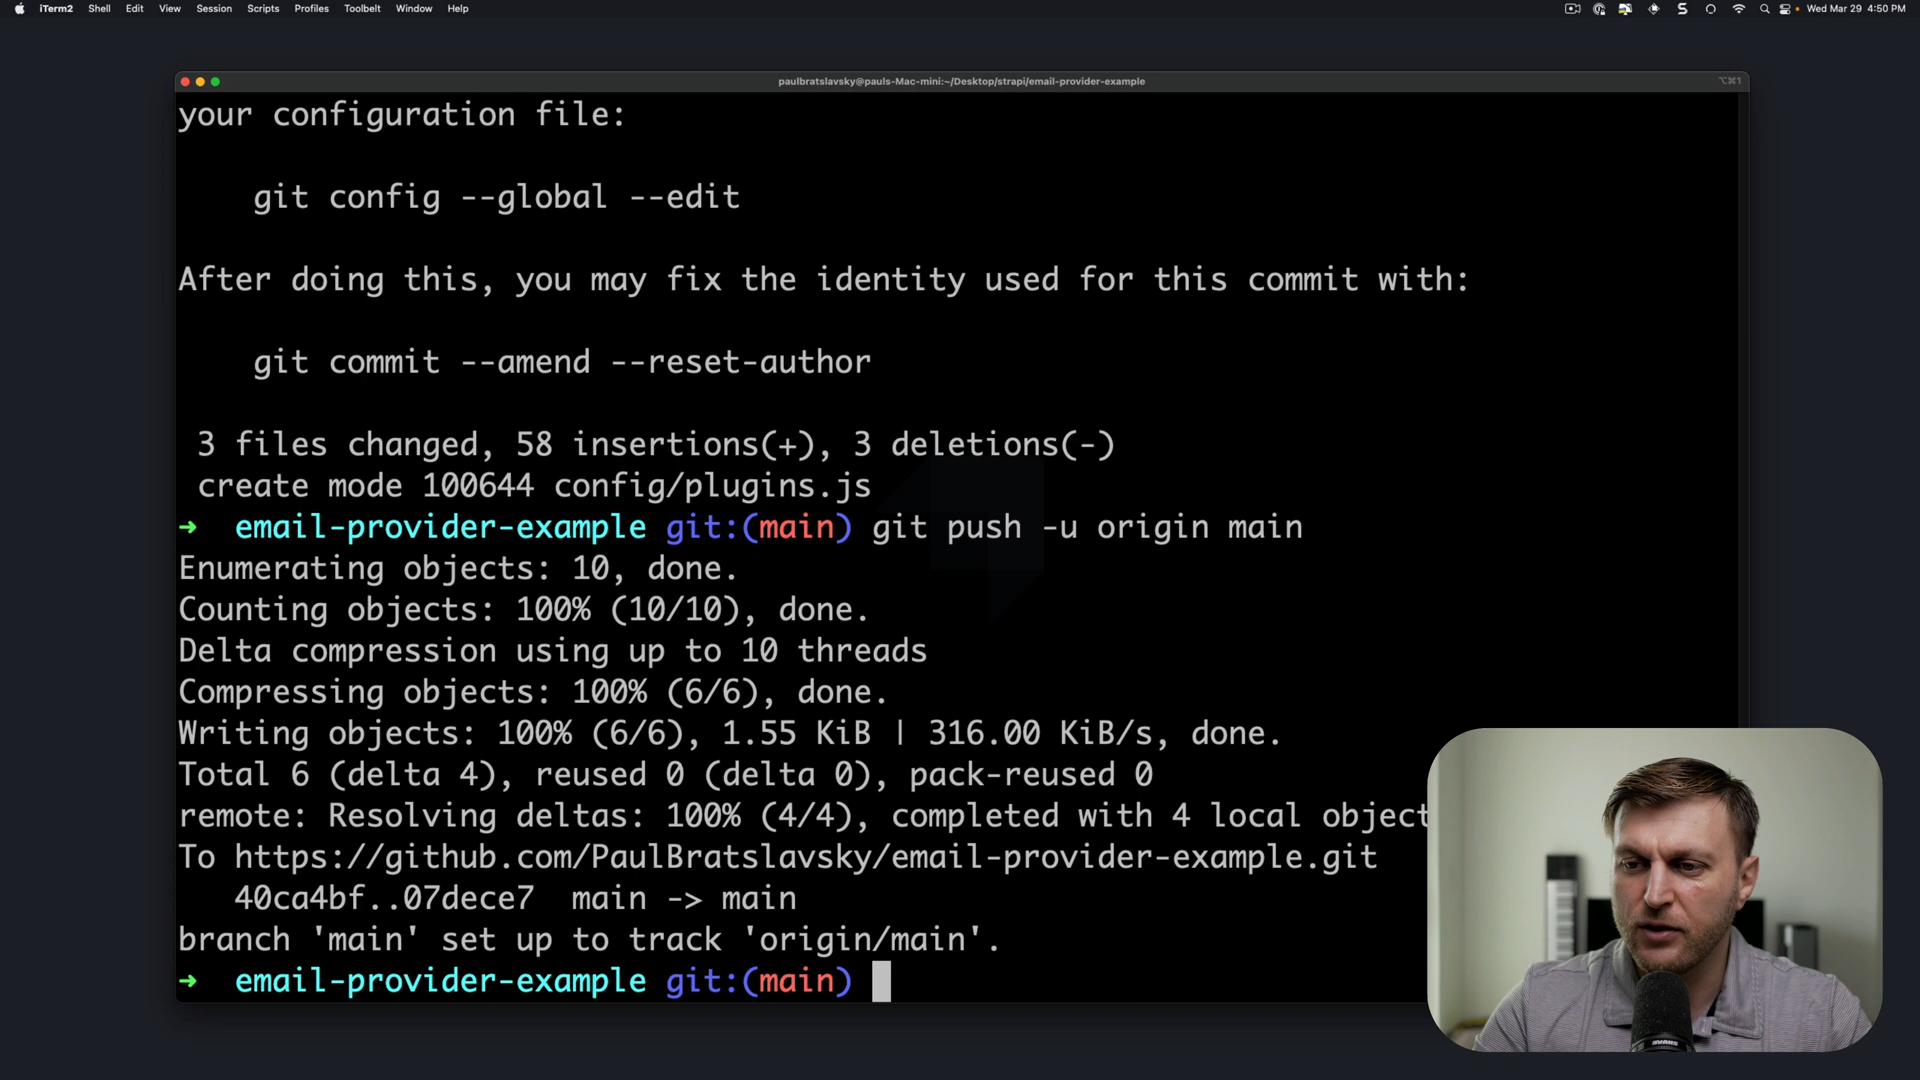 iTerm2 Shell Edit View Session Scripts Profiles Toolbelt Window Help Wed Mar 29 4:50 PM
paulbratslavsky@pauls-Mac-mini:~/Desktop/strapi/email-provider-example ⌥⌘1
your configuration file:
git config --global --edit
After doing this, you may fix the identity used for this commit with:
git commit --amend --reset-author
3 files changed, 58 insertions(+), 3 deletions(-)
create mode 100644 config/plugins.js
➜ email-provider-example git:(main) git push -u origin main
Enumerating objects: 10, done.
Counting objects: 100% (10/10), done.
Delta compression using up to 10 threads
Compressing objects: 100% (6/6), done.
Writing objects: 100% (6/6), 1.55 KiB | 316.00 KiB/s, done.
Total 6 (delta 4), reused 0 (delta 0), pack-reused 0
remote: Resolving deltas: 100% (4/4), completed with 4 local object
To https://github.com/PaulBratslavsky/email-provider-example.git
40ca4bf..07dece7 main -> main
branch 'main' set up to track 'origin/main'.
➜ email-provider-example git:(main)